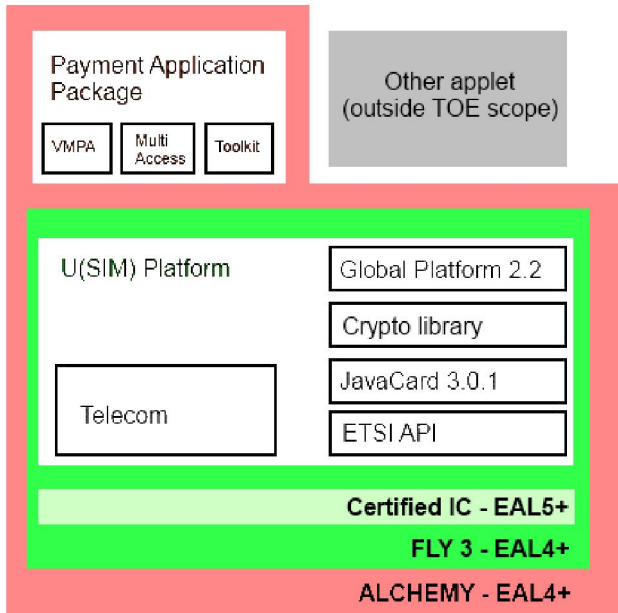 Payment Application
Package
VMPA
Multi
Access
Toolkit
Other applet
(outside TOE scope)
U(SIM) Platform
Global Platform 2.2
Crypto library
JavaCard 3.0.1
ETSI API
Telecom
Certified IC - EAL5+
FLY 3 - EAL4+
ALCHEMY - EAL4+